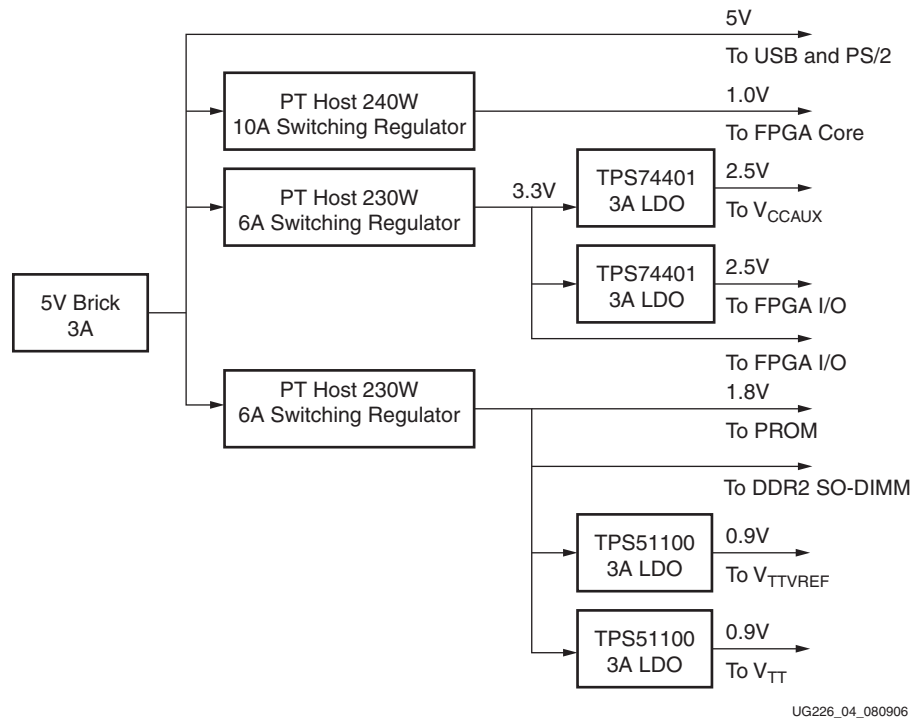 5V
To USB and PS/2
PT Host 240W
10A Switching Regulator
1.0V
To FPGA Core
PT Host 230W
6A Switching Regulator
3.3V
TPS74401
3A LDO
2.5V
To VCCAUX
TPS74401
3A LDO
2.5V
To FPGA I/O
5V Brick
3A
To FPGA I/O
PT Host 230W
6A Switching Regulator
1.8V
To PROM
To DDR2 SO-DIMM
TPS51100
3A LDO
0.9V
To VTTVREF
TPS51100
3A LDO
0.9V
To VTT
UG226_04_080906